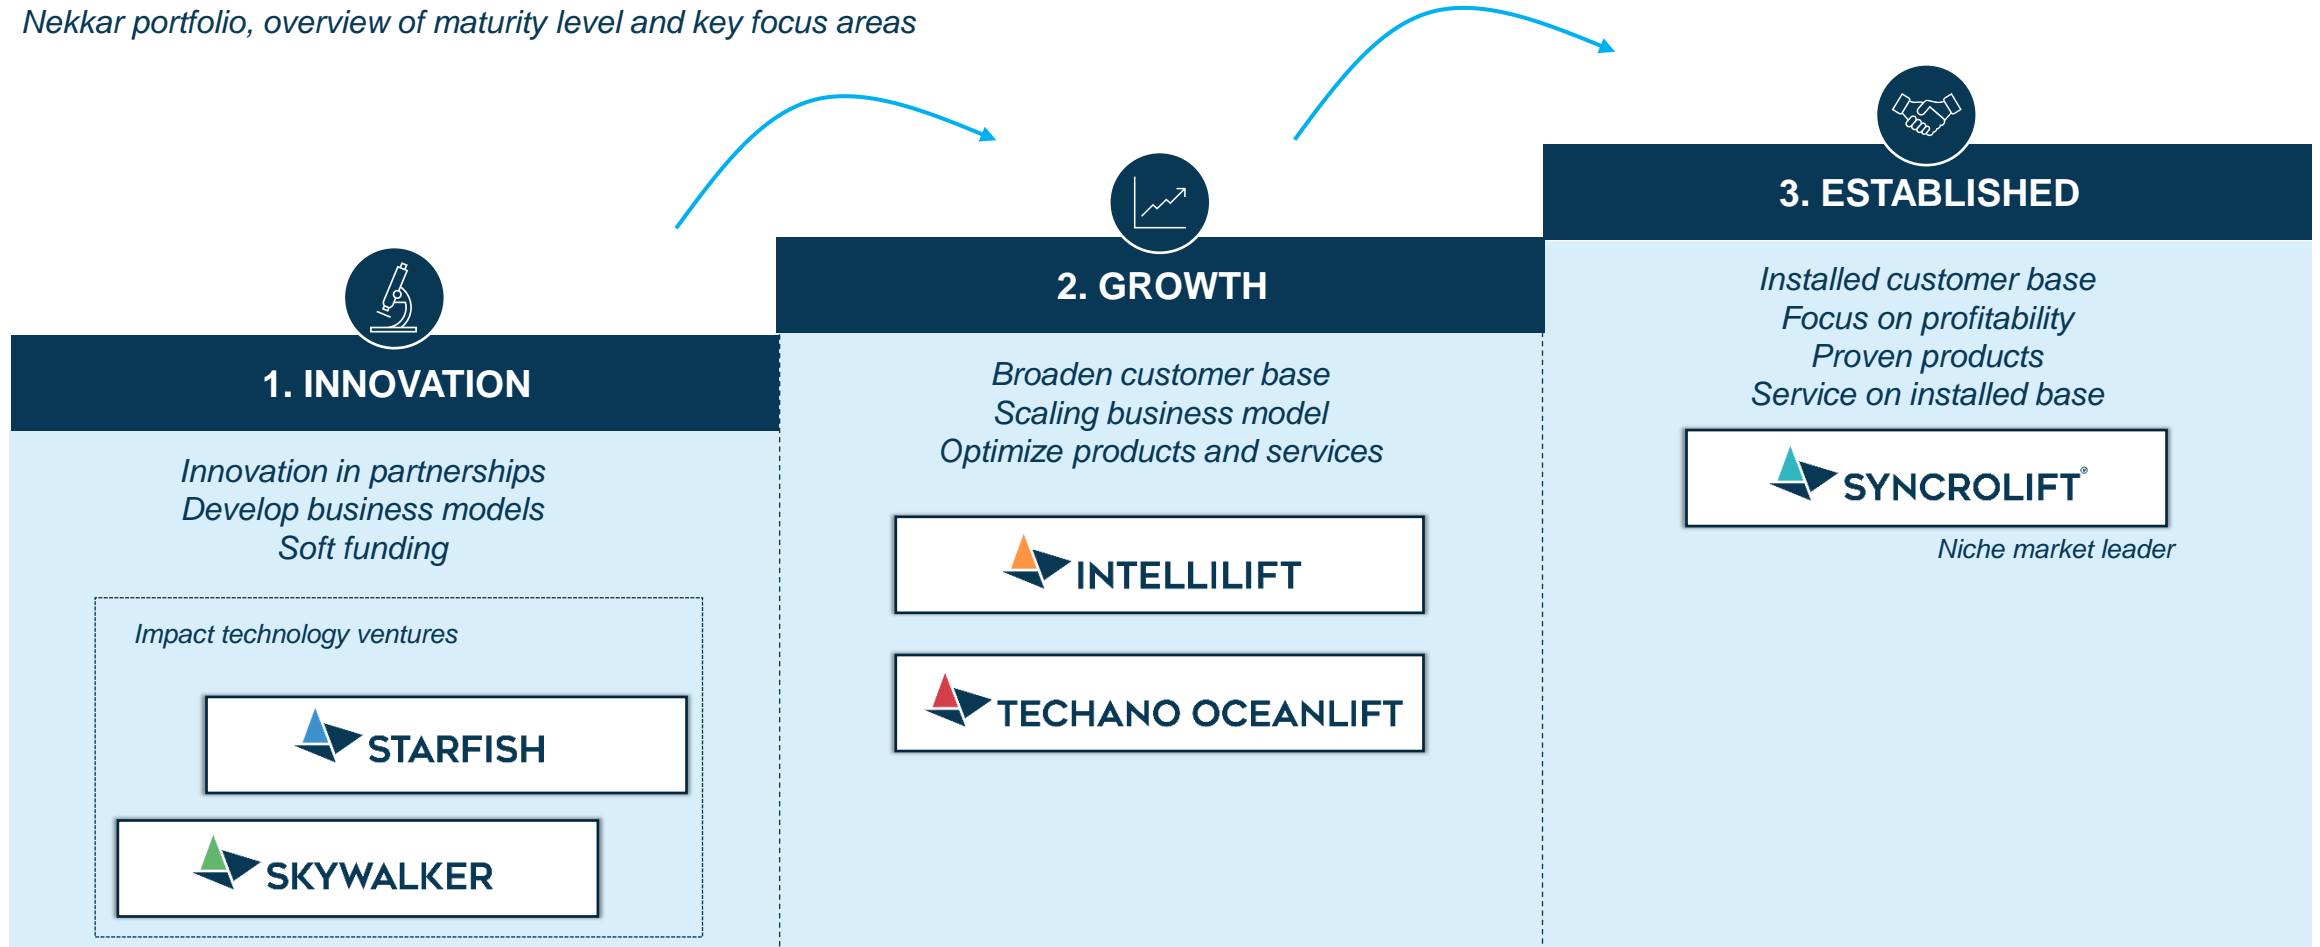 Nekkar portfolio, overview of maturity level and key focus areas
1. INNOVATION
Innovation in partnerships
Develop business models
Soft funding
Impact technology ventures
STARFISH
SKYWALKER
2. GROWTH
Broaden customer base
Scaling business model
Optimize products and services
INTELLILIFT
TECHANO OCEANLIFT
3. ESTABLISHED
Installed customer base
Focus on profitability
Proven products
Service on installed base
SYNCROLIFT®
Niche market leader